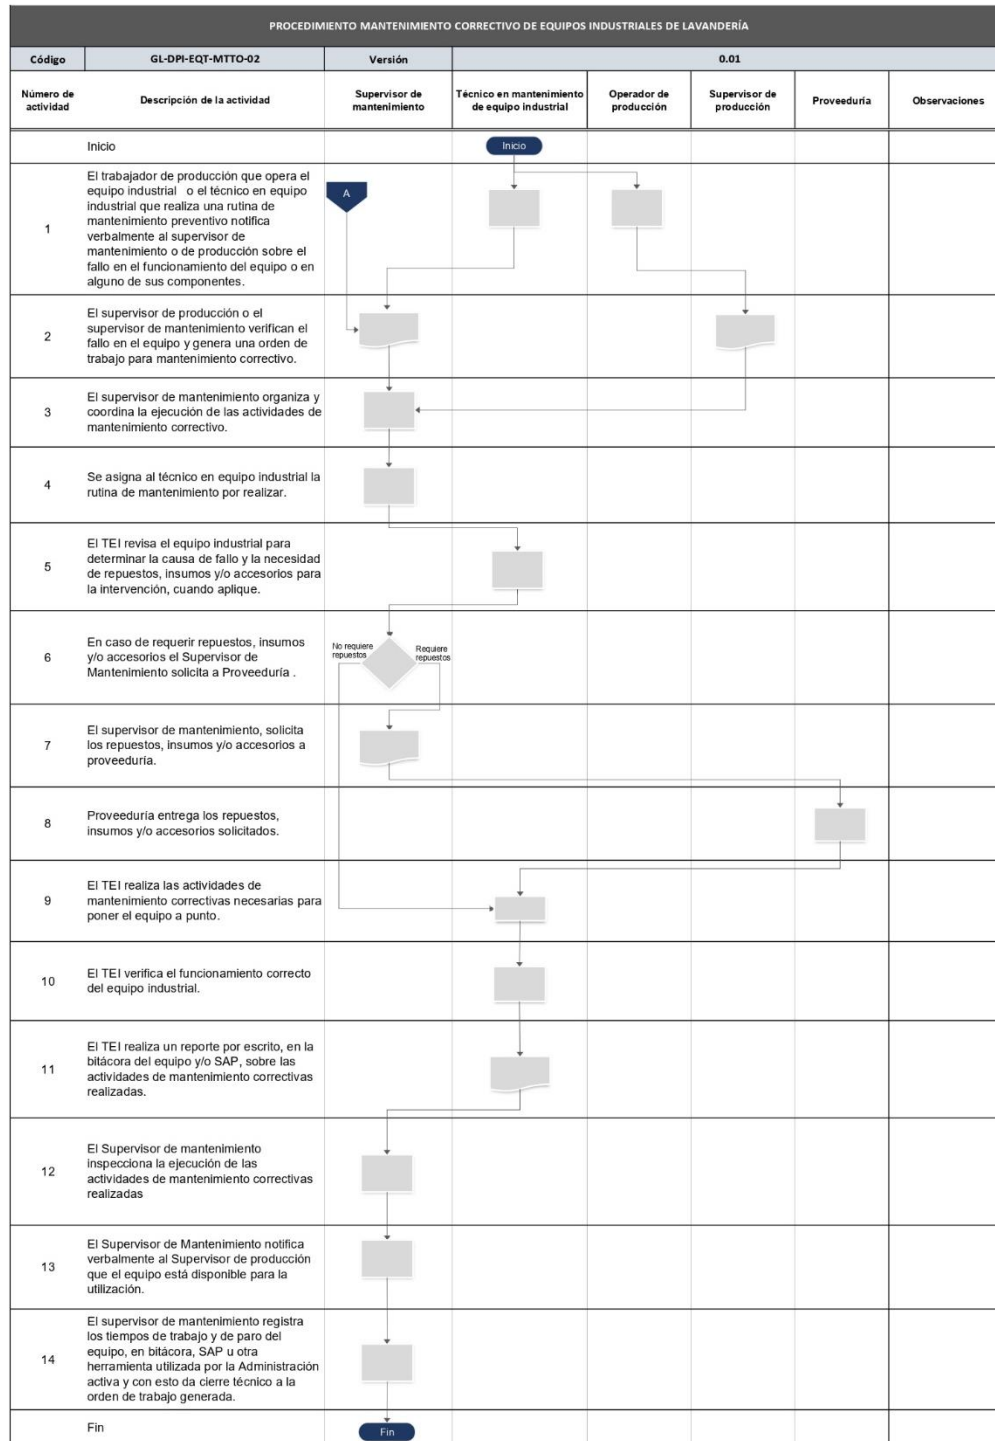 PROCEDIMIENTO MANTENIMIENTO CORRECTIVO DE EQUIPOS INDUSTRIALES DE LAVANDERÍA
Código
GL-DPI-EQT-MTTO-02
Versión
0.01
Número de
actividad
Descripción de la actividad
Supervisor de
mantenimiento
Técnico en mantenimiento
de equipo industrial
Operador de
producción
Supervisor de
producción
Proveeduría
Observaciones
Inicio
Inicio
1
El trabajador de producción que opera el
equipo industrial o el técnico en equipo
industrial que realiza una rutina de
mantenimiento preventivo notifica
verbalmente al supervisor de
mantenimiento o de producción sobre el
fallo en el funcionamiento del equipo o en
alguno de sus componentes.
A
2
El supervisor de producción o el
supervisor de mantenimiento verifican el
fallo en el equipo y genera una orden de
trabajo para mantenimiento correctivo.
3
El supervisor de mantenimiento organiza y
coordina la ejecución de las actividades de
mantenimiento correctivo.
4
Se asigna al técnico en equipo industrial la
rutina de mantenimiento por realizar.
5
El TEI revisa el equipo industrial para
determinar la causa de fallo y la necesidad
de repuestos, insumos y/o accesorios para
la intervención, cuando aplique.
6
En caso de requerir repuestos, insumos
y/o accesorios el Supervisor de
Mantenimiento solicita a Proveeduría .
No requiere
repuestos
Requiere
repuestos
7
El supervisor de mantenimiento, solicita
los repuestos, insumos y/o accesorios a
proveeduría.
8
Proveeduría entrega los repuestos,
insumos y/o accesorios solicitados.
9
El TEI realiza las actividades de
mantenimiento correctivas necesarias para
poner el equipo a punto.
10
El TEI verifica el funcionamiento correcto
del equipo industrial.
11
El TEI realiza un reporte por escrito, en la
bitácora del equipo y/o SAP, sobre las
actividades de mantenimiento correctivas
realizadas.
12
El Supervisor de mantenimiento
inspecciona la ejecución de las
actividades de mantenimiento correctivas
realizadas
13
El Supervisor de Mantenimiento notifica
verbalmente al Supervisor de producción
que el equipo está disponible para la
utilización.
14
El supervisor de mantenimiento registra
los tiempos de trabajo y de paro del
equipo, en bitácora, SAP u otra
herramienta utilizada por la Administración
activa y con esto da cierre técnico a la
orden de trabajo generada.
Fin
Fin